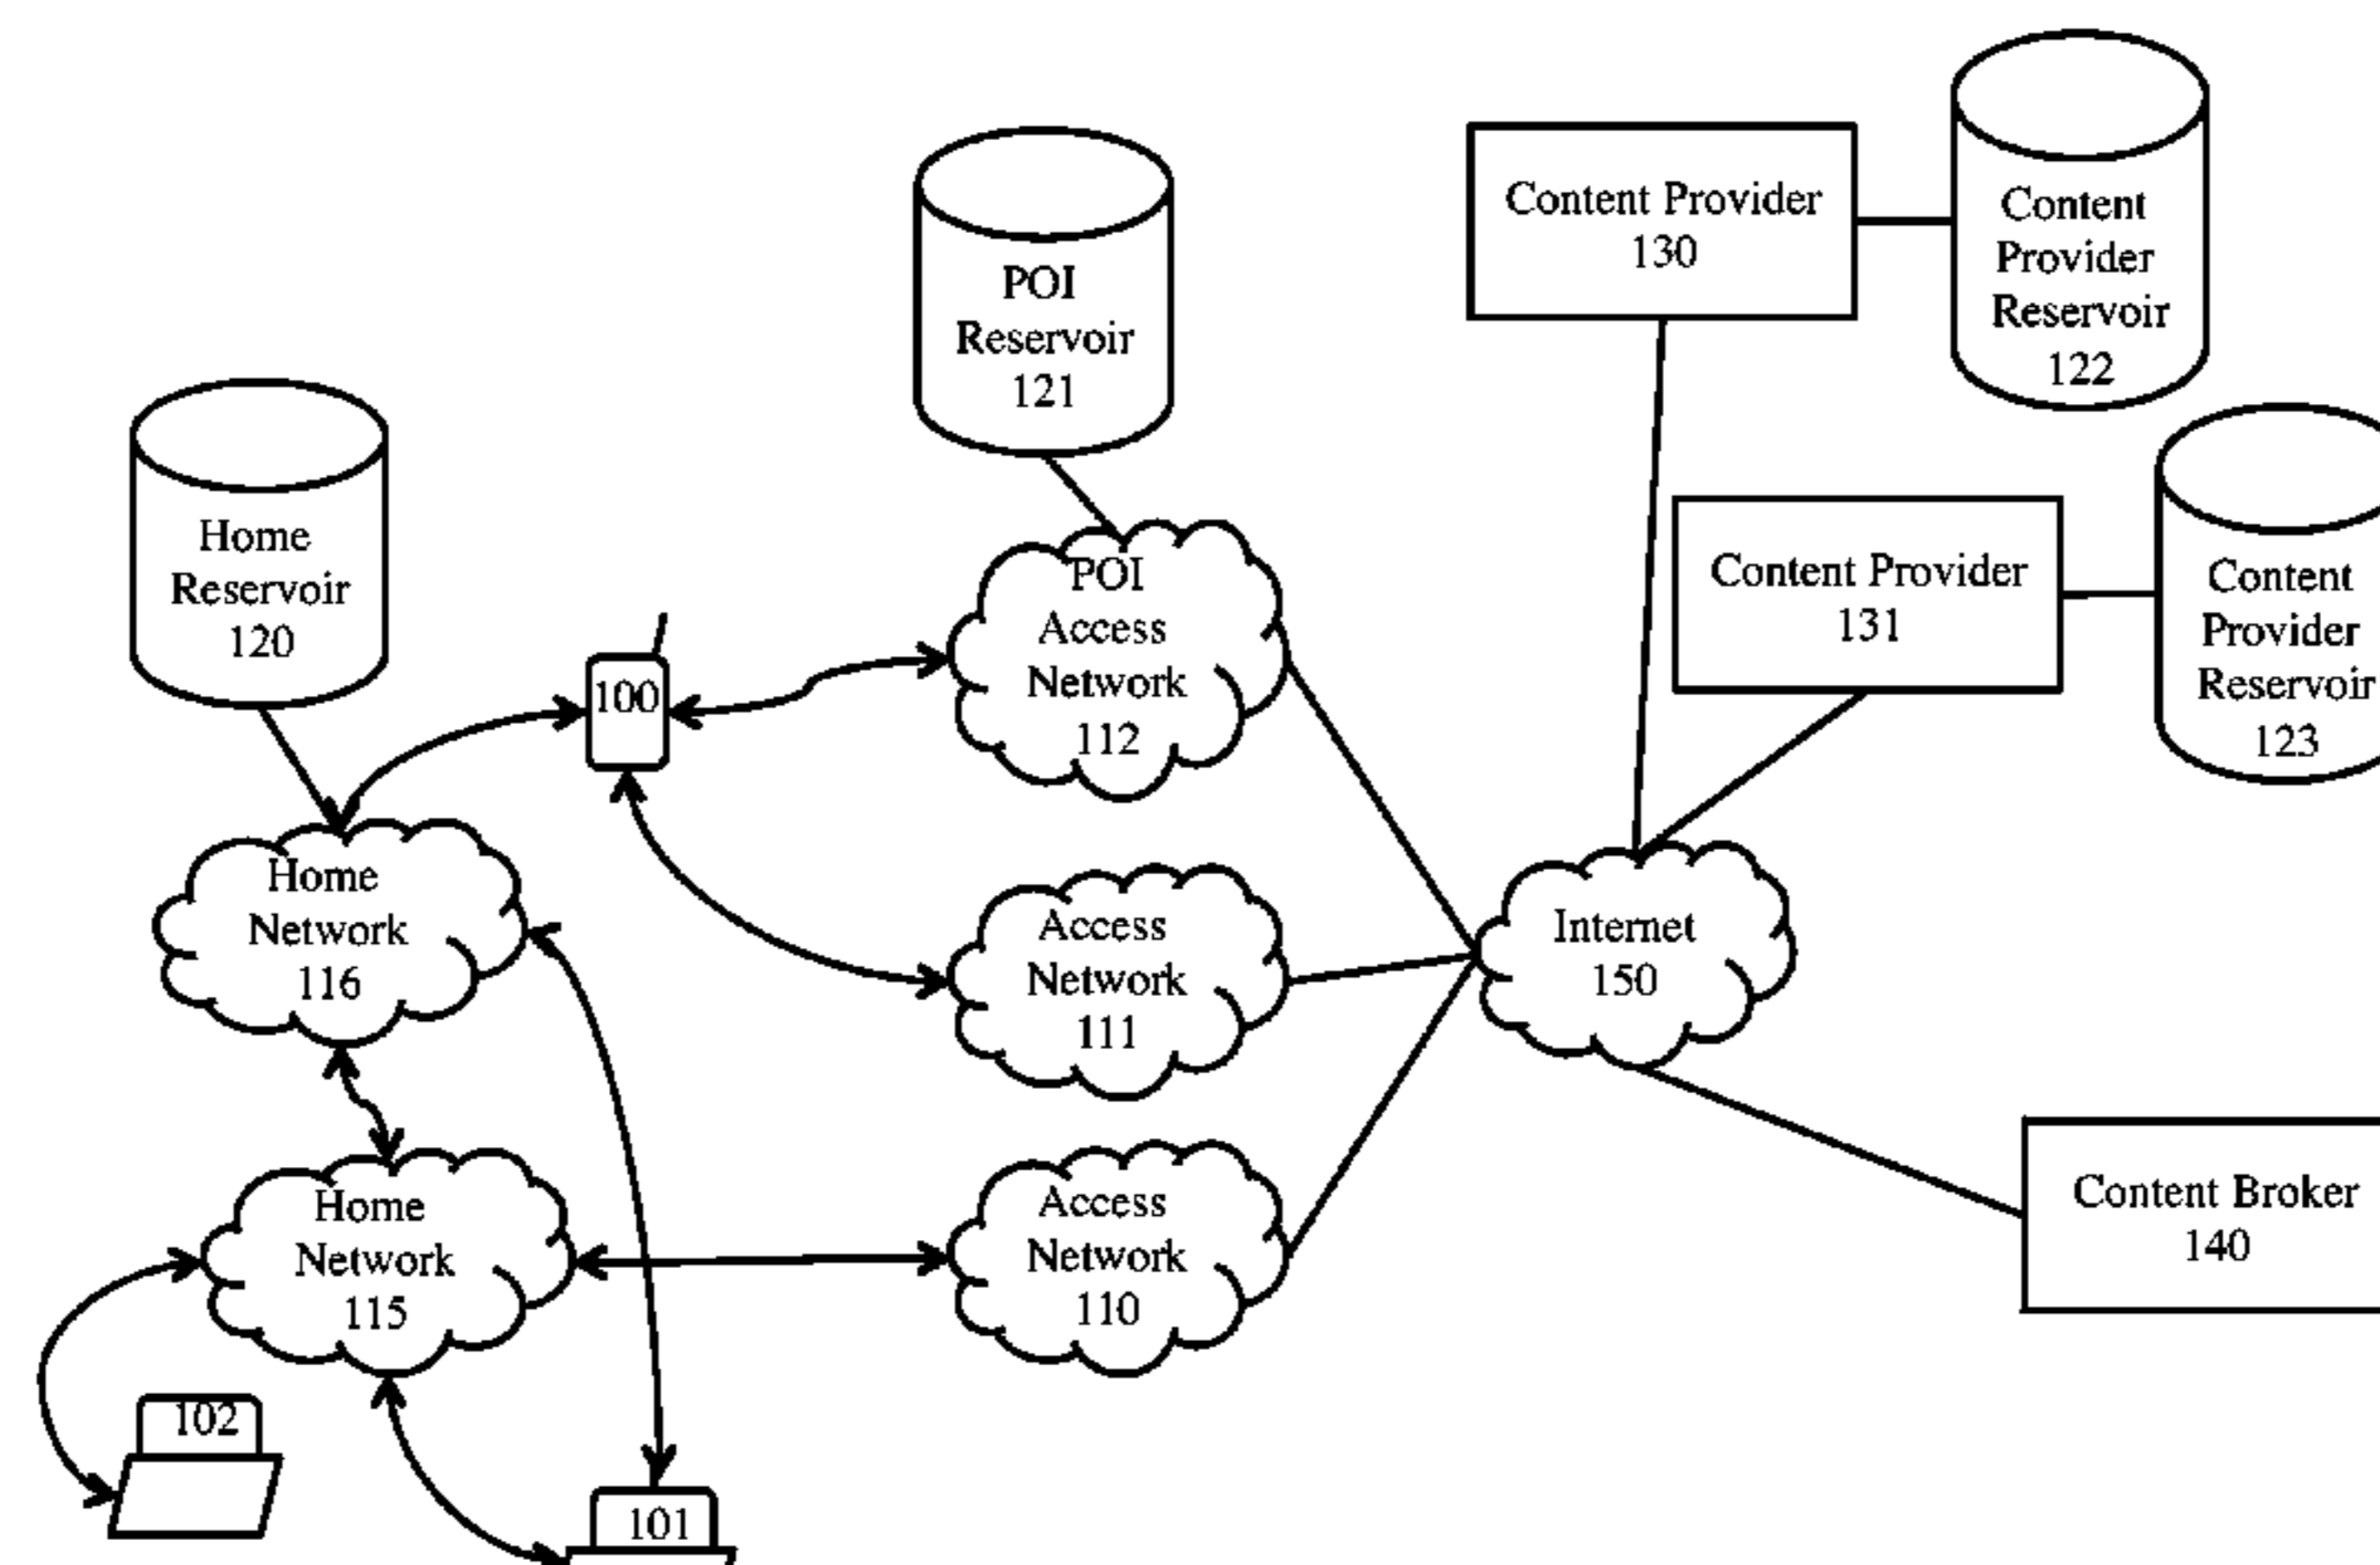 Content Provider
130
Content
Provider
Reservoir
122
POI
Reservoir
121
Home
Reservoir
120
Content Provider
131
Content
Provider
Reservoir
123
100
POI
Access
Network
112
Home
Network
116
Access
Network
111
Internet
150
Home
Network
115
Access
Network
110
Content Broker
140
102
101